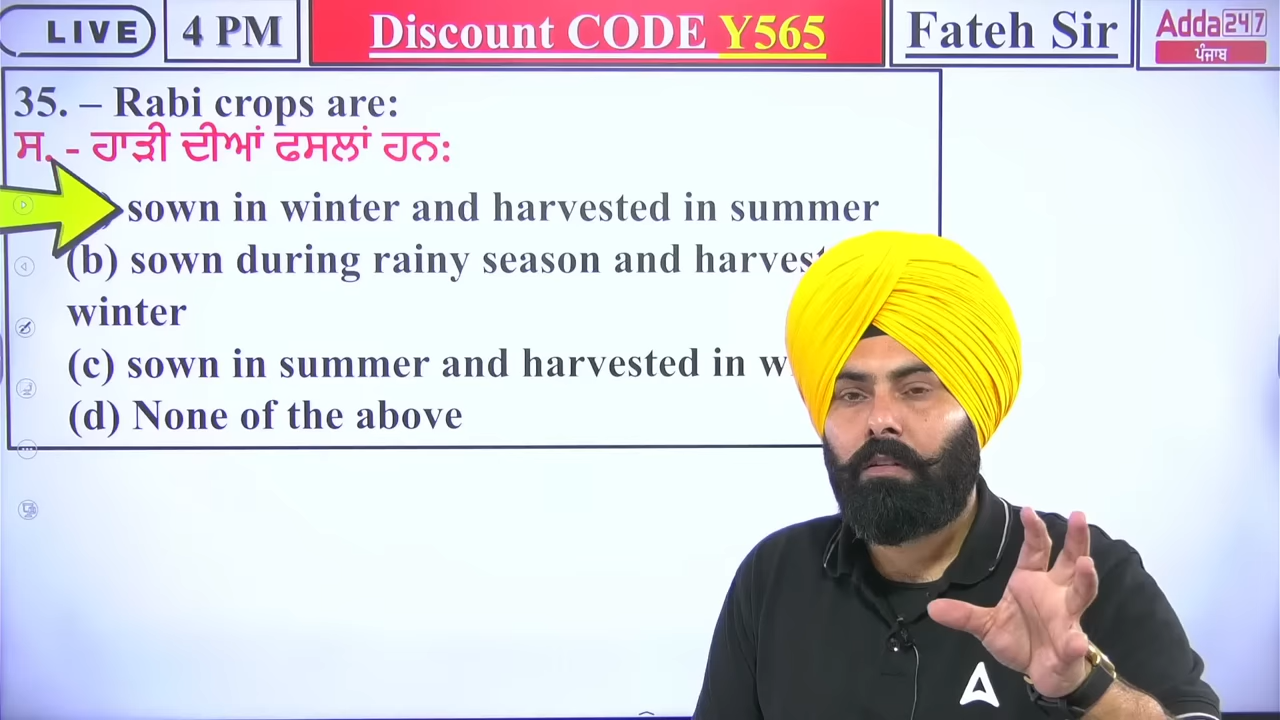 LIVE
4 PM
Discount CODE Y565
Fateh Sir
Adda247
ਪੰਜਾਬ
35. – Rabi crops are:
ਸ. - ਹਾੜੀ ਦੀਆਂ ਫਸਲਾਂ ਹਨ:
sown in winter and harvested in summer
(b) sown during rainy season and
winter
(c) sown in summer and harvested in
(d) None of the above